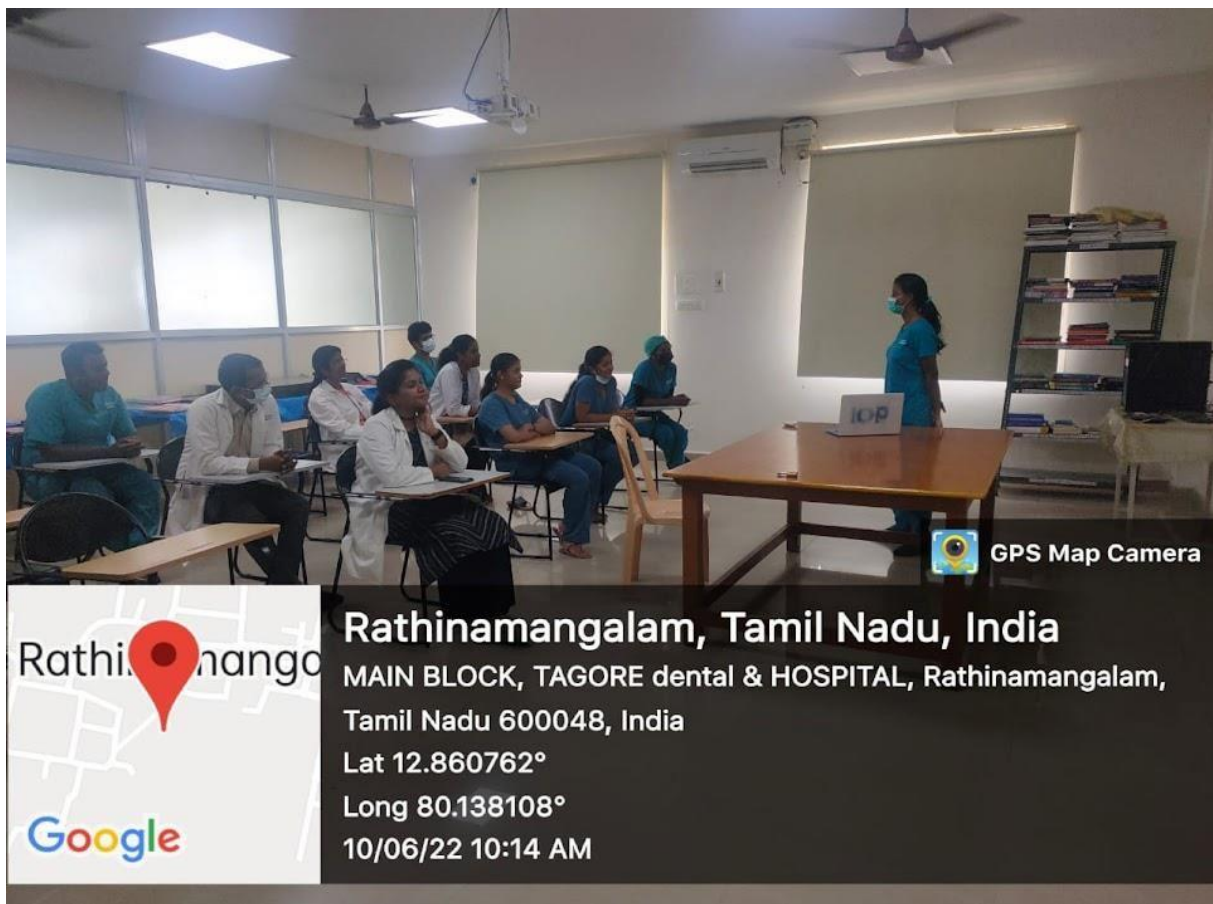 iop
GPS Map Camera
Rathinamangalam, Tamil Nadu, India
MAIN BLOCK, TAGORE dental & HOSPITAL, Rathinamangalam,
Tamil Nadu 600048, India
Lat 12.860762°
Long 80.138108°
10/06/22 10:14 AM
Google